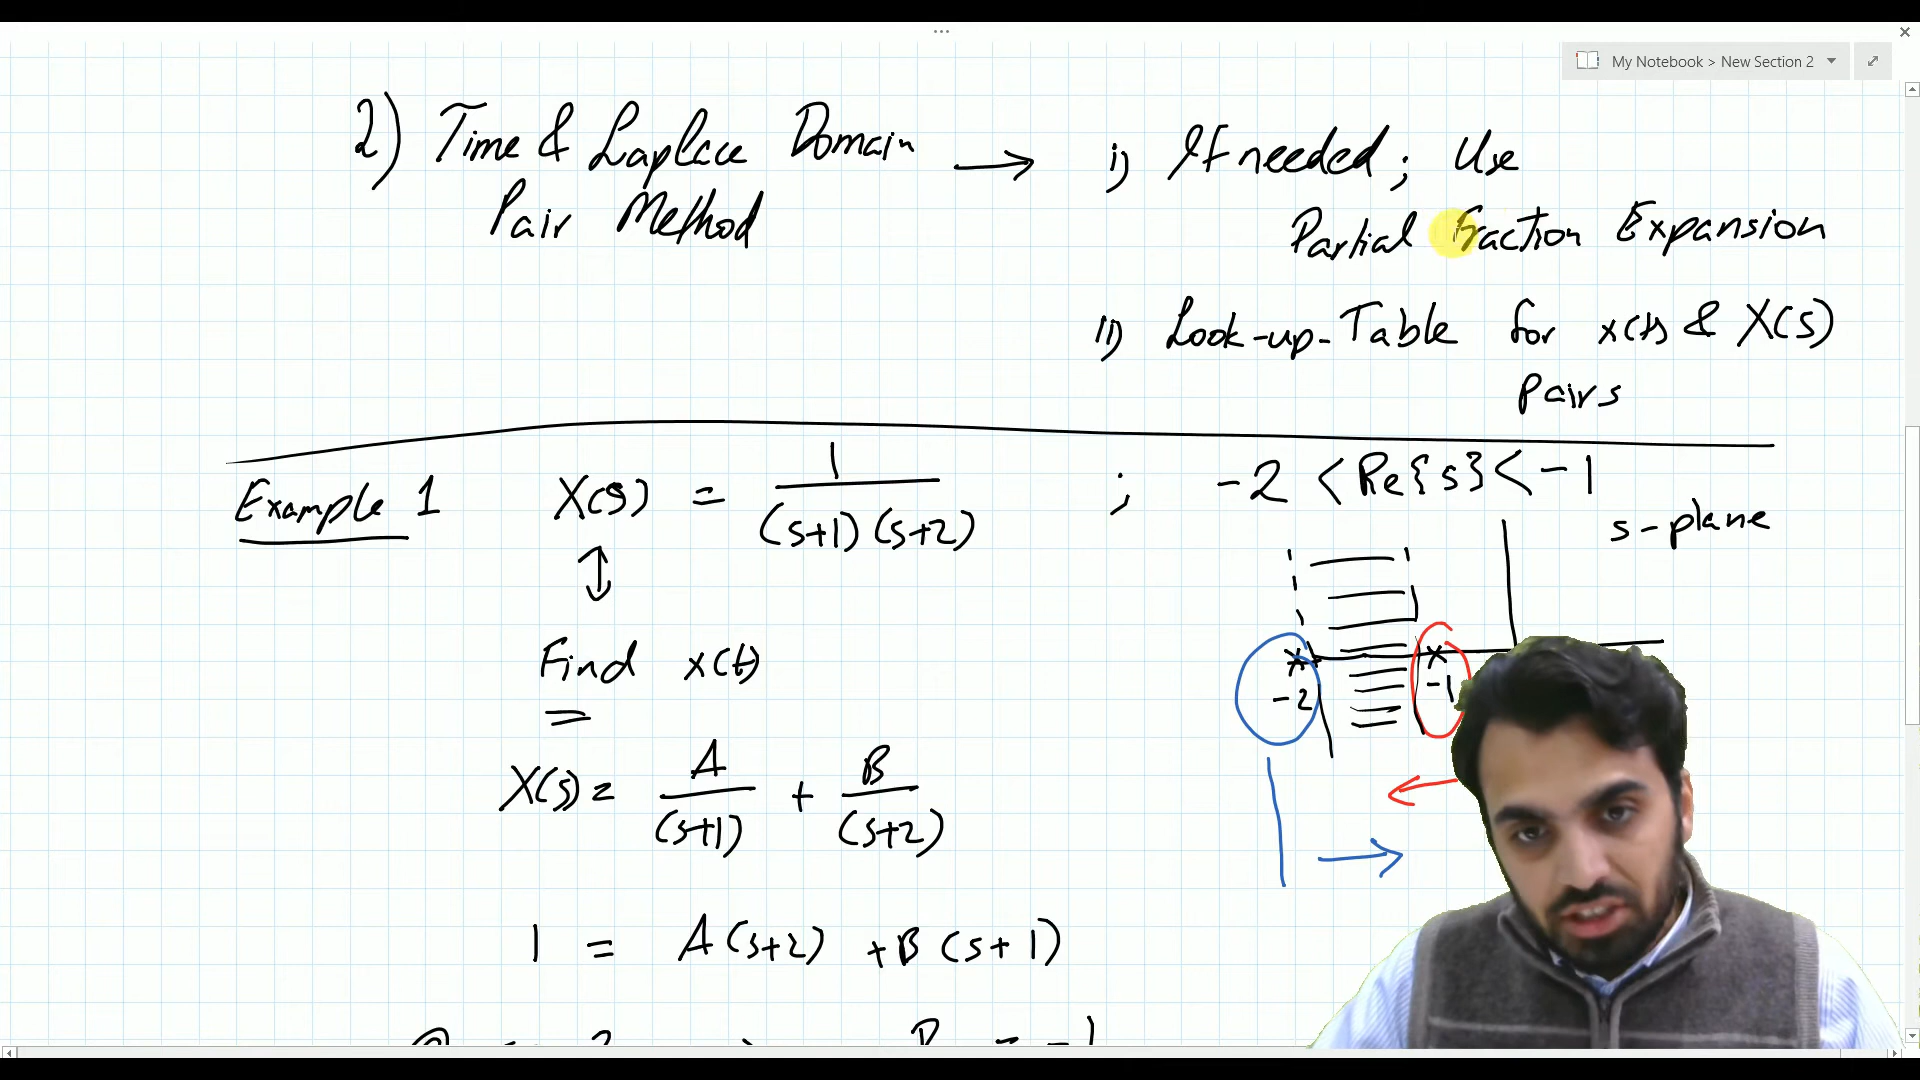 My Notebook > New Section 2
2) Time & Laplace Domain → i) If needed; Use
Pair Method
Partial Fraction Expansion
ii) Look-up-Table for x(t) & X(s)
Pairs
Example 1 X(s) = 1 / (s+1)(s+2) ; -2 < Re{s} < -1
s-plane
↕
Find x(t)
=
-2 -1
X(s) = A/(s+1) + B/(s+2)
1 = A(s+2) + B(s+1)
B = -1